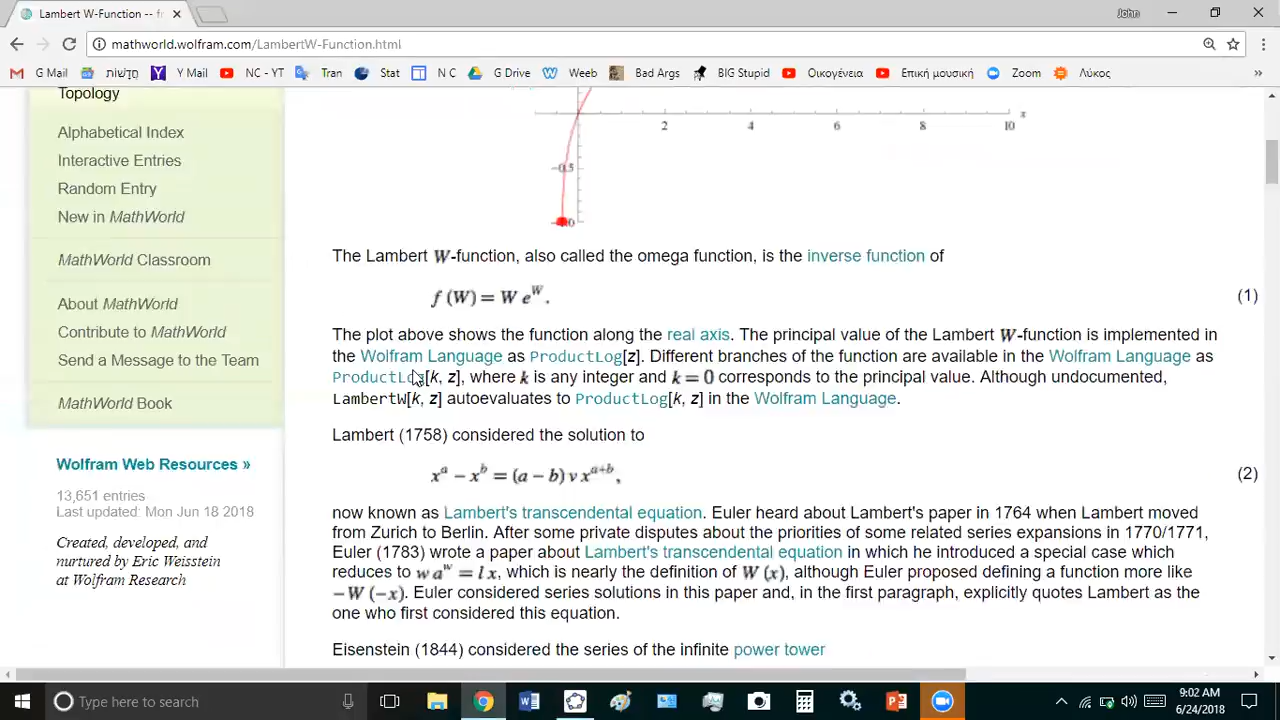 Lambert W-Function -- fr
John
mathworld.wolfram.com/LambertW-Function.html
G Mail
חדשות
Y Mail
NC - YT
Tran
Stat
N C
G Drive
Weeb
Bad Args
BIG Stupid
Οικογένεια
Επική μουσική
Zoom
Λύκος
»
Topology
Alphabetical Index
Interactive Entries
Random Entry
New in MathWorld
MathWorld Classroom
About MathWorld
Contribute to MathWorld
Send a Message to the Team
MathWorld Book
Wolfram Web Resources »
13,651 entries
Last updated: Mon Jun 18 2018
Created, developed, and
nurtured by Eric Weisstein
at Wolfram Research
x
2 4 6 8 10
-0.5
The Lambert W-function, also called the omega function, is the inverse function of
f (W) = W e^W. (1)
The plot above shows the function along the real axis. The principal value of the Lambert W-function is implemented in
the Wolfram Language as ProductLog[z]. Different branches of the function are available in the Wolfram Language as
ProductLog[k, z], where k is any integer and k = 0 corresponds to the principal value. Although undocumented,
LambertW[k, z] autoevaluates to ProductLog[k, z] in the Wolfram Language.
Lambert (1758) considered the solution to
x^a − x^b = (a − b) v x^{a+b}, (2)
now known as Lambert's transcendental equation. Euler heard about Lambert's paper in 1764 when Lambert moved
from Zurich to Berlin. After some private disputes about the priorities of some related series expansions in 1770/1771,
Euler (1783) wrote a paper about Lambert's transcendental equation in which he introduced a special case which
reduces to w a^w = l x, which is nearly the definition of W (x), although Euler proposed defining a function more like
−W (−x). Euler considered series solutions in this paper and, in the first paragraph, explicitly quotes Lambert as the
one who first considered this equation.
Eisenstein (1844) considered the series of the infinite power tower
Type here to search
9:02 AM
6/24/2018